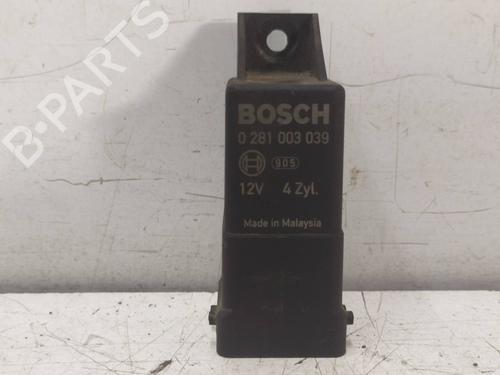 B-PARTS
BOSCH
0 281 003 039
905
12V 4 Zyl.
Made in Malaysia